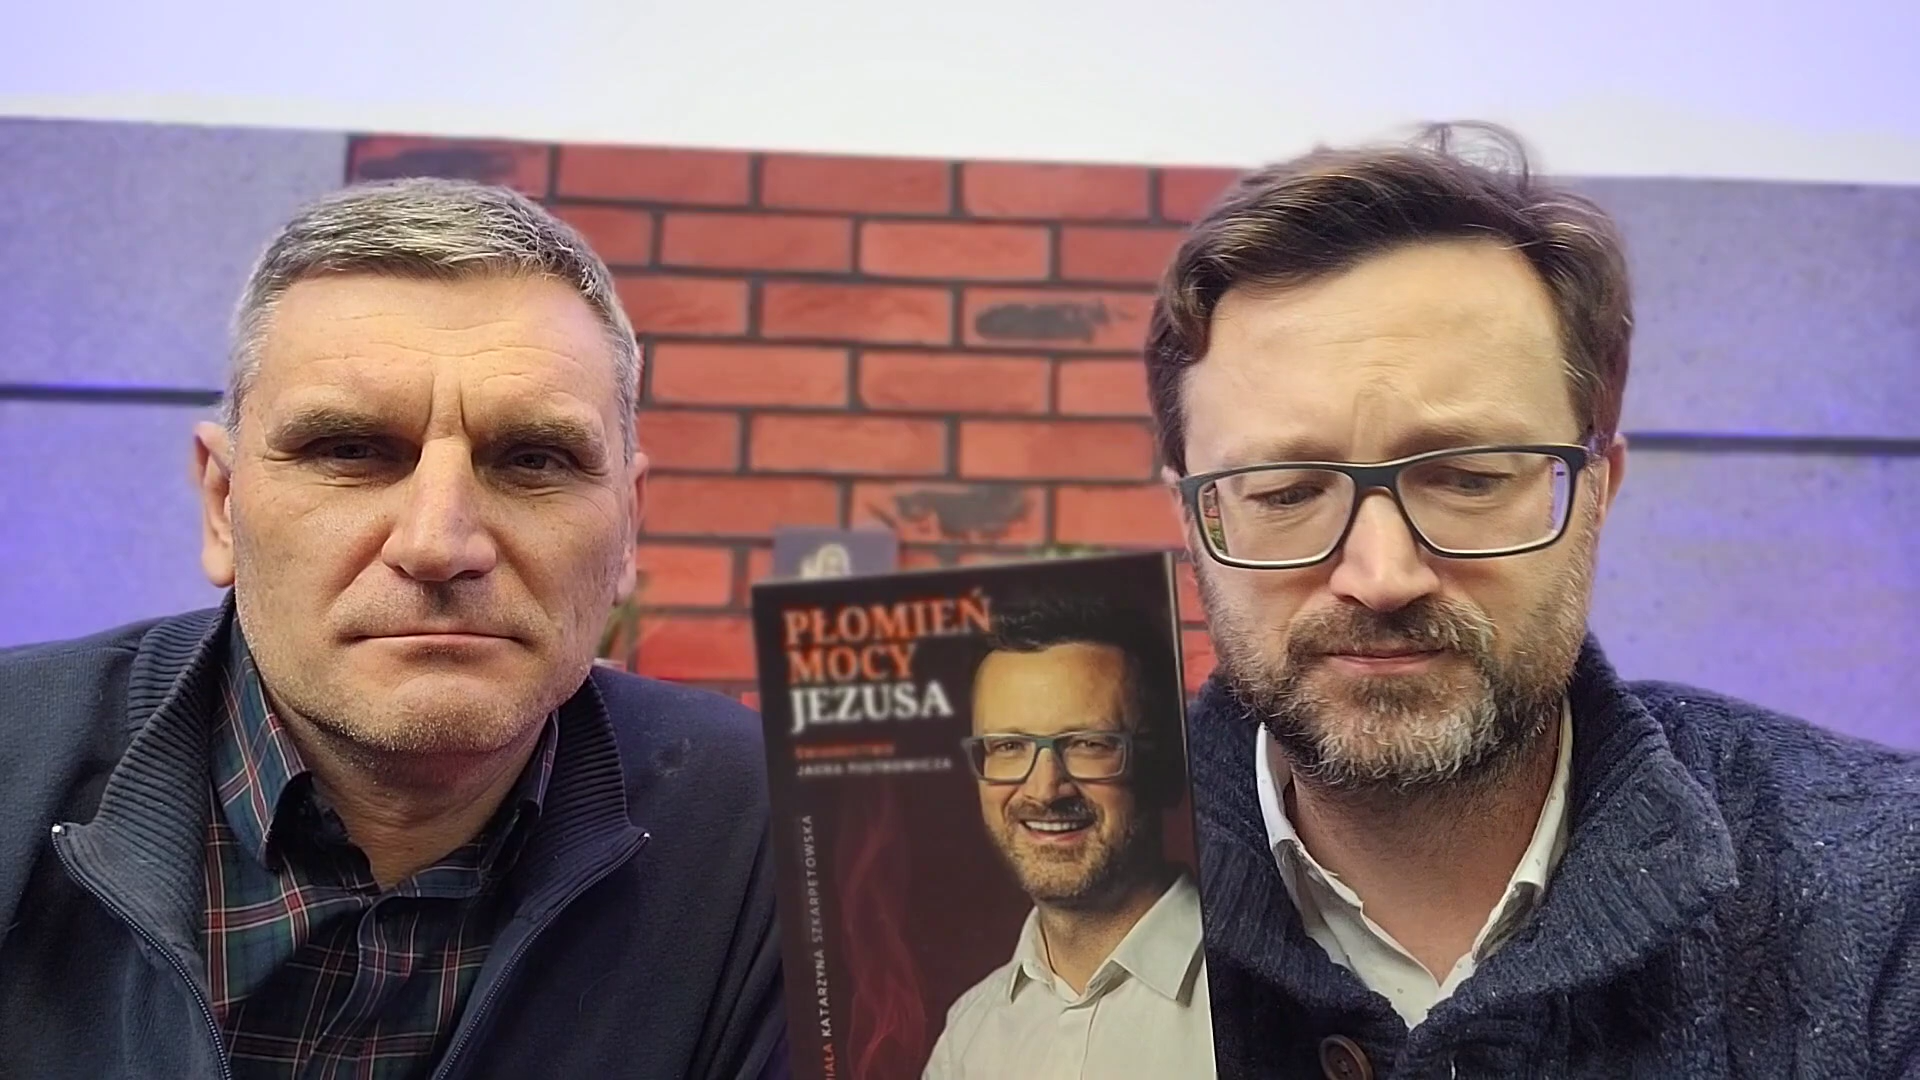 PŁOMIEŃ
MOCY
JEZUSA
ŚWIADECTWO
JACKA PIOTROWICZA
KATARZYNA SZKARPETOWSKA